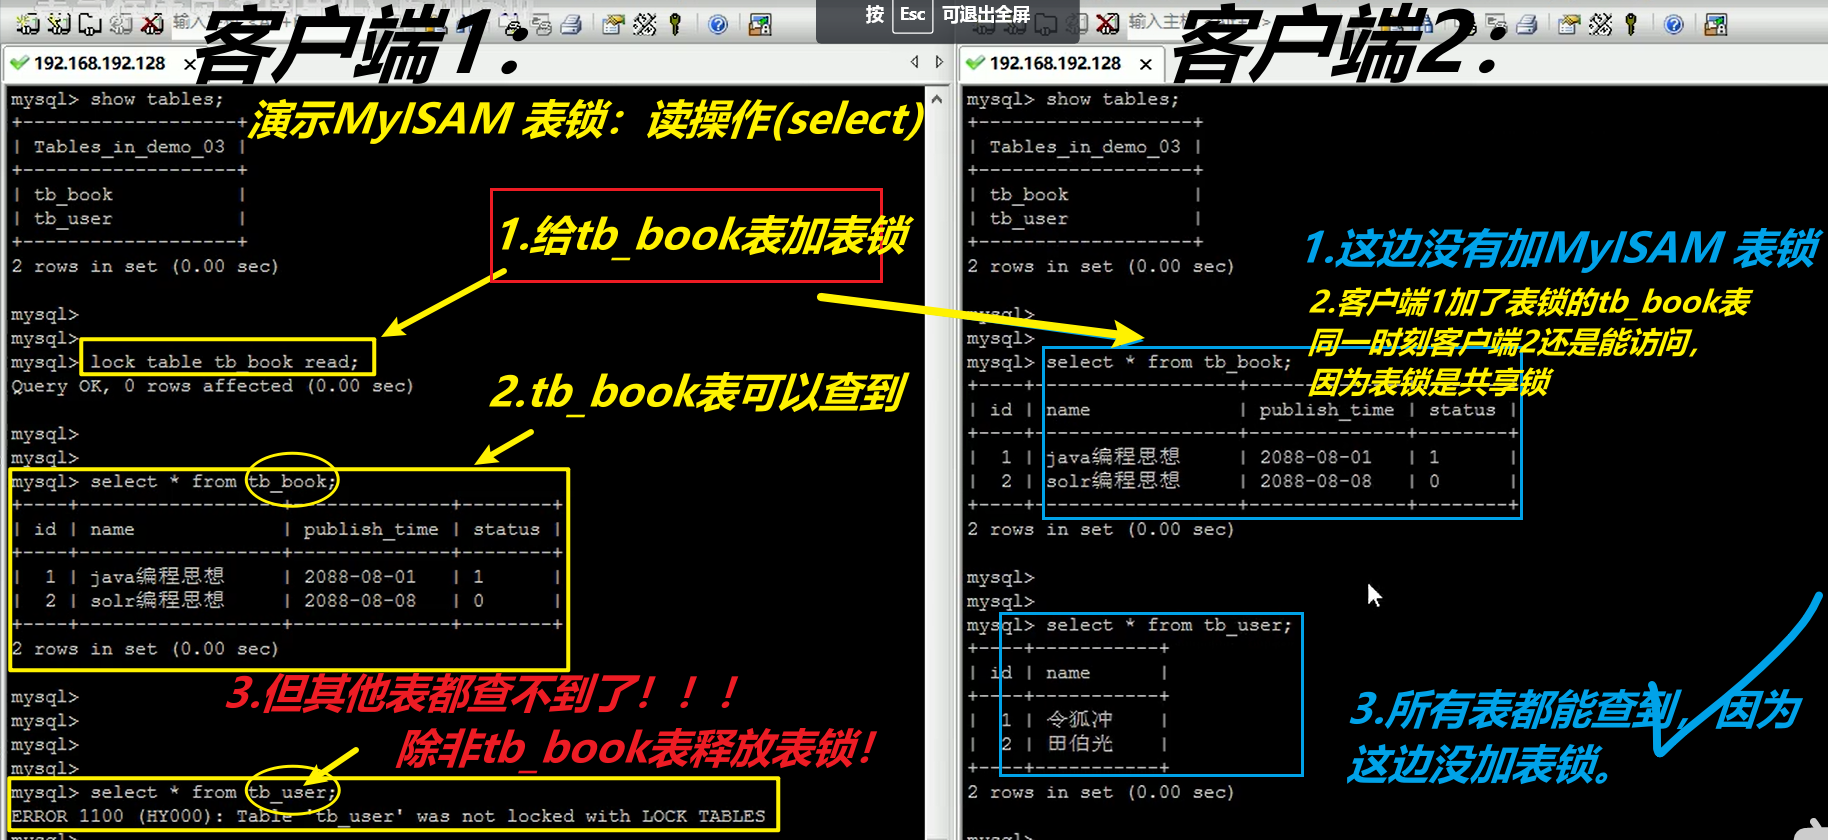 按 Esc 可退出全屏
客户端1：
192.168.192.128
mysql> show tables;
演示MyISAM 表锁：读操作(select)
+--------------------+
| Tables_in_demo_03 |
+--------------------+
| tb_book |
| tb_user |
+--------------------+
2 rows in set (0.00 sec)
1.给tb_book表加表锁
mysql>
mysql>
mysql> lock table tb_book read;
Query OK, 0 rows affected (0.00 sec)
2.tb_book表可以查到
mysql>
mysql>
mysql> select * from tb_book;
+----+------------------+--------------+--------+
| id | name | publish_time | status |
+----+------------------+--------------+--------+
| 1 | java编程思想 | 2088-08-01 | 1 |
| 2 | solr编程思想 | 2088-08-08 | 0 |
+----+------------------+--------------+--------+
2 rows in set (0.00 sec)
3.但其他表都查不到了！！！
除非tb_book表释放表锁！
mysql>
mysql>
mysql>
mysql>
mysql> select * from tb_user;
ERROR 1100 (HY000): Table 'tb_user' was not locked with LOCK TABLES
mysql>
客户端2：
192.168.192.128
mysql> show tables;
+--------------------+
| Tables_in_demo_03 |
+--------------------+
| tb_book |
| tb_user |
+--------------------+
2 rows in set (0.00 sec)
1.这边没有加MyISAM 表锁
2.客户端1加了表锁的tb_book表
同一时刻客户端2还是能访问，
因为表锁是共享锁
mysql>
mysql>
mysql> select * from tb_book;
+----+------------------+--------------+--------+
| id | name | publish_time | status |
+----+------------------+--------------+--------+
| 1 | java编程思想 | 2088-08-01 | 1 |
| 2 | solr编程思想 | 2088-08-08 | 0 |
+----+------------------+--------------+--------+
2 rows in set (0.00 sec)
mysql>
mysql>
mysql> select * from tb_user;
+----+-----------+
| id | name |
+----+-----------+
| 1 | 令狐冲 |
| 2 | 田伯光 |
+----+-----------+
2 rows in set (0.00 sec)
3.所有表都能查到，因为
这边没加表锁。
mysql>